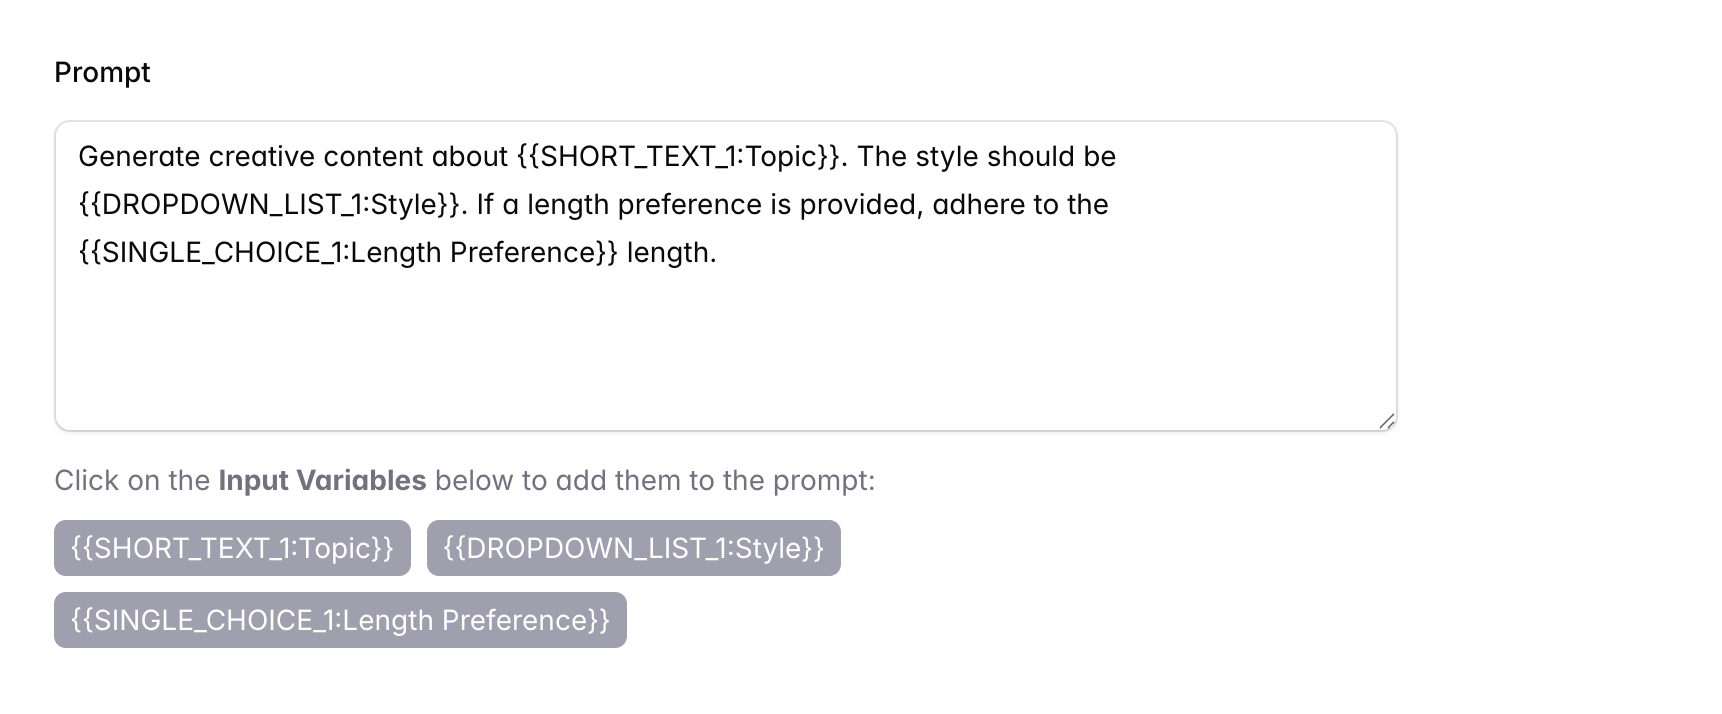 Prompt
Generate creative content about {{SHORT_TEXT_1:Topic}}. The style should be
{{DROPDOWN_LIST_1:Style}}. If a length preference is provided, adhere to the
{{SINGLE_CHOICE_1:Length Preference}} length.
Click on the Input Variables below to add them to the prompt:
{{SHORT_TEXT_1:Topic}} {{DROPDOWN_LIST_1:Style}}
{{SINGLE_CHOICE_1:Length Preference}}